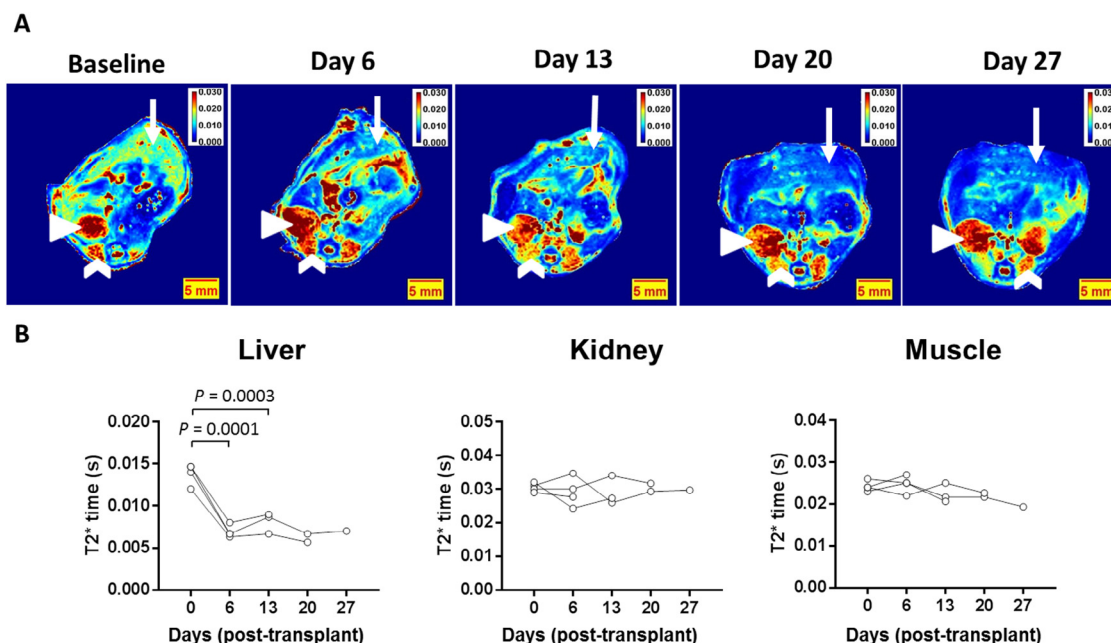 A
Baseline
Day 6
Day 13
Day 20
Day 27
0.030
0.010
0.000
0.030
0.010
0.000
0.030
0.010
0.000
0.030
0.010
0.000
0.030
0.010
0.000
5 mm
5 mm
5 mm
5 mm
5 mm
B
Liver
P = 0.0003
P = 0.0001
T2* time (s)
0.020
0.015
0.010
0.005
0.000
0 6 13 20 27
Days (post-transplant)
Kidney
T2* time (s)
0.05
0.04
0.03
0.02
0.01
0.00
0 6 13 20 27
Days (post-transplant)
Muscle
T2* time (s)
0.04
0.03
0.02
0.01
0.00
0 6 13 20 27
Days (post-transplant)